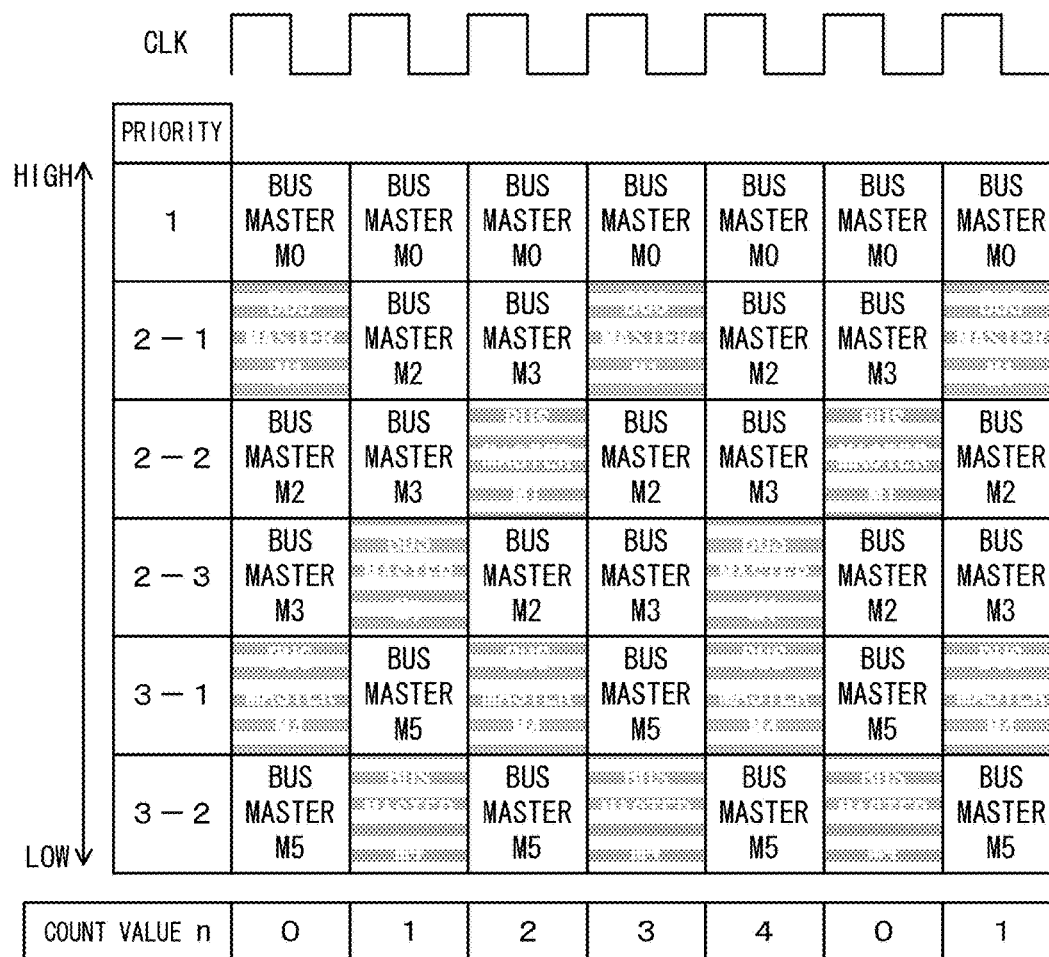 CLK
PRIORITY
HIGH
1
BUS MASTER M0
BUS MASTER M0
BUS MASTER M0
BUS MASTER M0
BUS MASTER M0
BUS MASTER M0
BUS MASTER M0
2-1
BUS MASTER M2
BUS MASTER M3
BUS MASTER M2
BUS MASTER M3
2-2
BUS MASTER M2
BUS MASTER M3
BUS MASTER M2
BUS MASTER M3
BUS MASTER M2
2-3
BUS MASTER M3
BUS MASTER M2
BUS MASTER M3
BUS MASTER M2
BUS MASTER M3
3-1
BUS MASTER M5
BUS MASTER M5
BUS MASTER M5
3-2
BUS MASTER M5
BUS MASTER M5
BUS MASTER M5
BUS MASTER M5
LOW
COUNT VALUE n 0 1 2 3 4 0 1